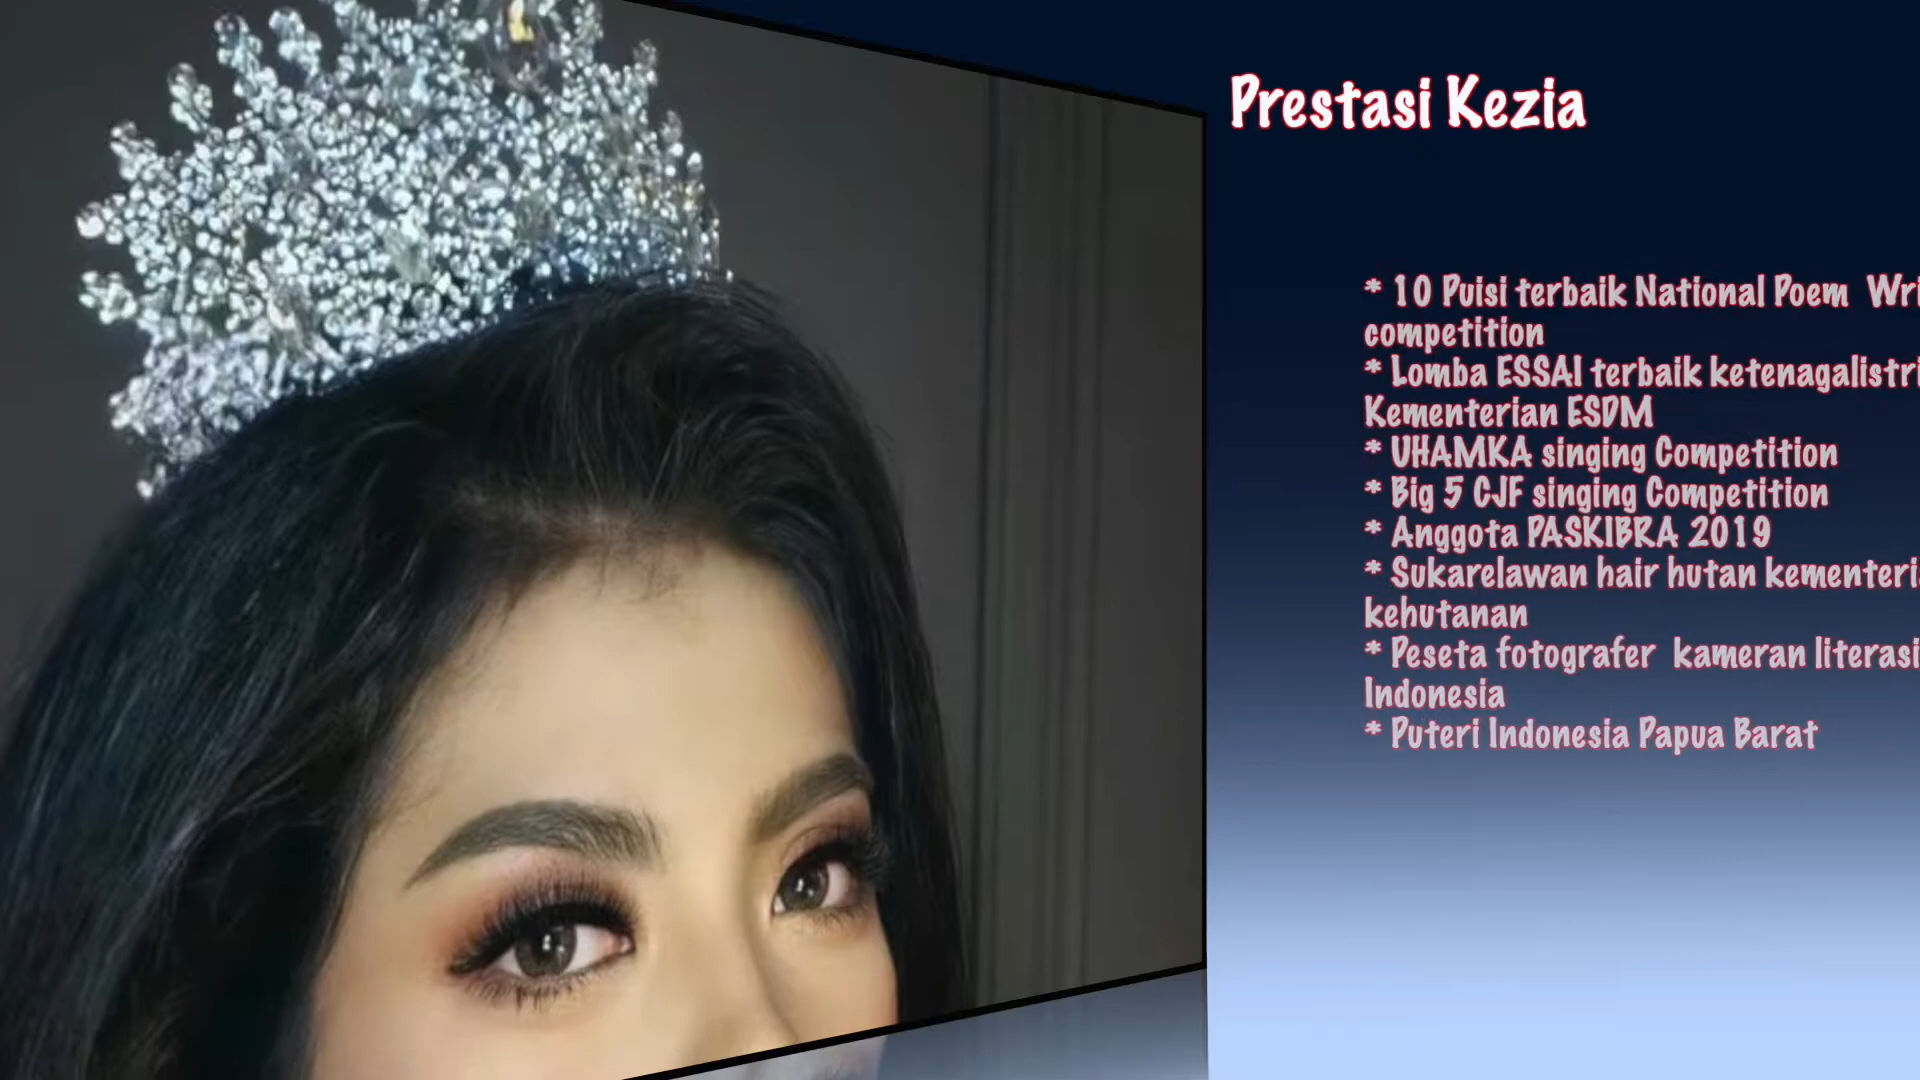 Prestasi Kezia
* 10 Puisi terbaik National Poem Wri
competition
* Lomba ESSAI terbaik ketenagalistri
Kementerian ESDM
* UHAMKA singing Competition
* Big 5 CJF singing Competition
* Anggota PASKIBRA 2019
* Sukarelawan hair hutan kementeri
kehutanan
* Peseta fotografer kameran literasi
Indonesia
* Puteri Indonesia Papua Barat